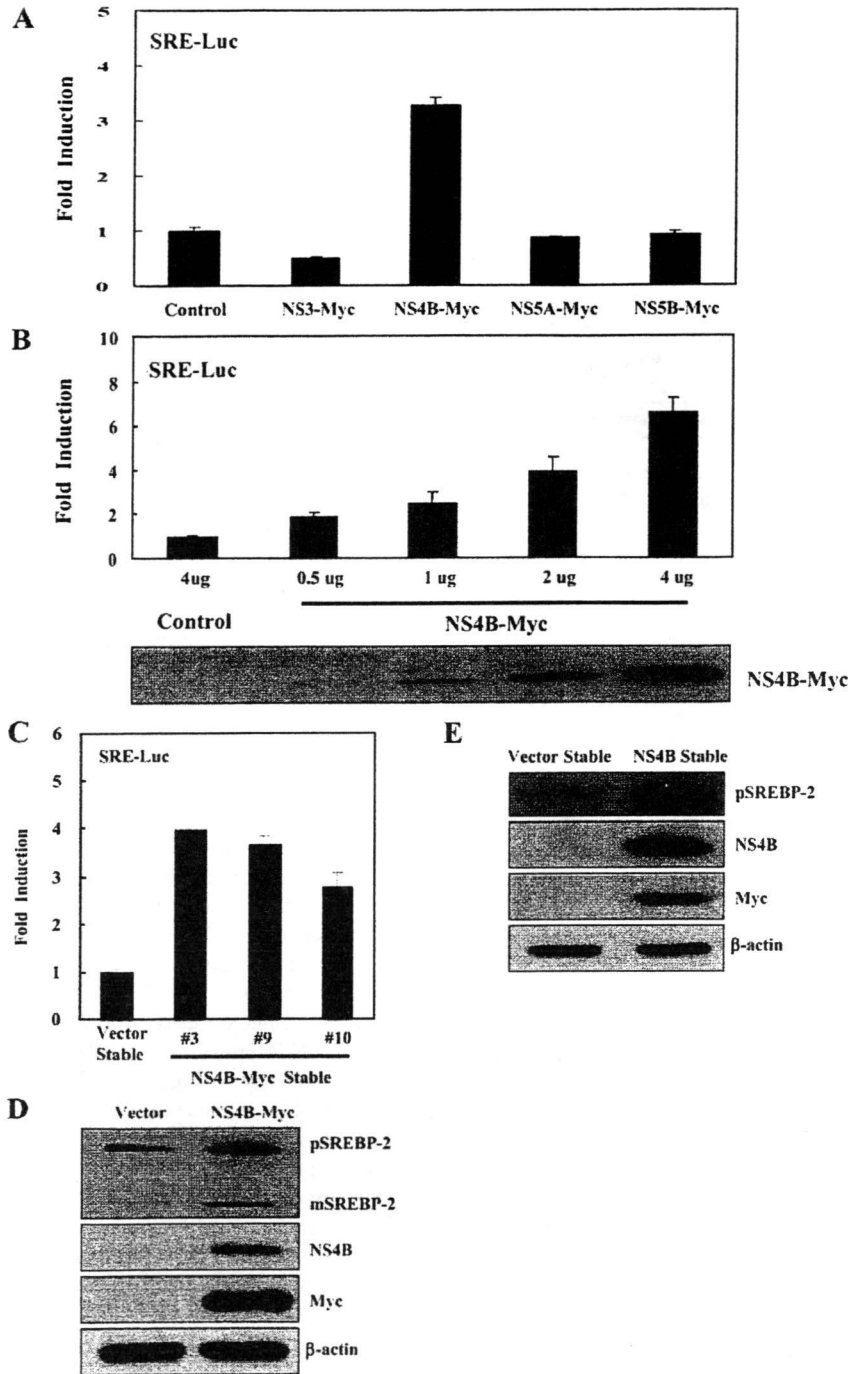 A
SRE-Luc
Fold Induction
5
4
3
2
1
0
Control NS3-Myc NS4B-Myc NS5A-Myc NS5B-Myc
B
SRE-Luc
Fold Induction
10
8
6
4
2
0
4ug 0.5 ug 1 ug 2 ug 4 ug
Control NS4B-Myc
NS4B-Myc
C
SRE-Luc
Fold Induction
6
5
4
3
2
1
0
Vector Stable #3 #9 #10
NS4B-Myc Stable
E
Vector Stable NS4B Stable
pSREBP-2
NS4B
Myc
β-actin
D
Vector NS4B-Myc
pSREBP-2
mSREBP-2
NS4B
Myc
β-actin